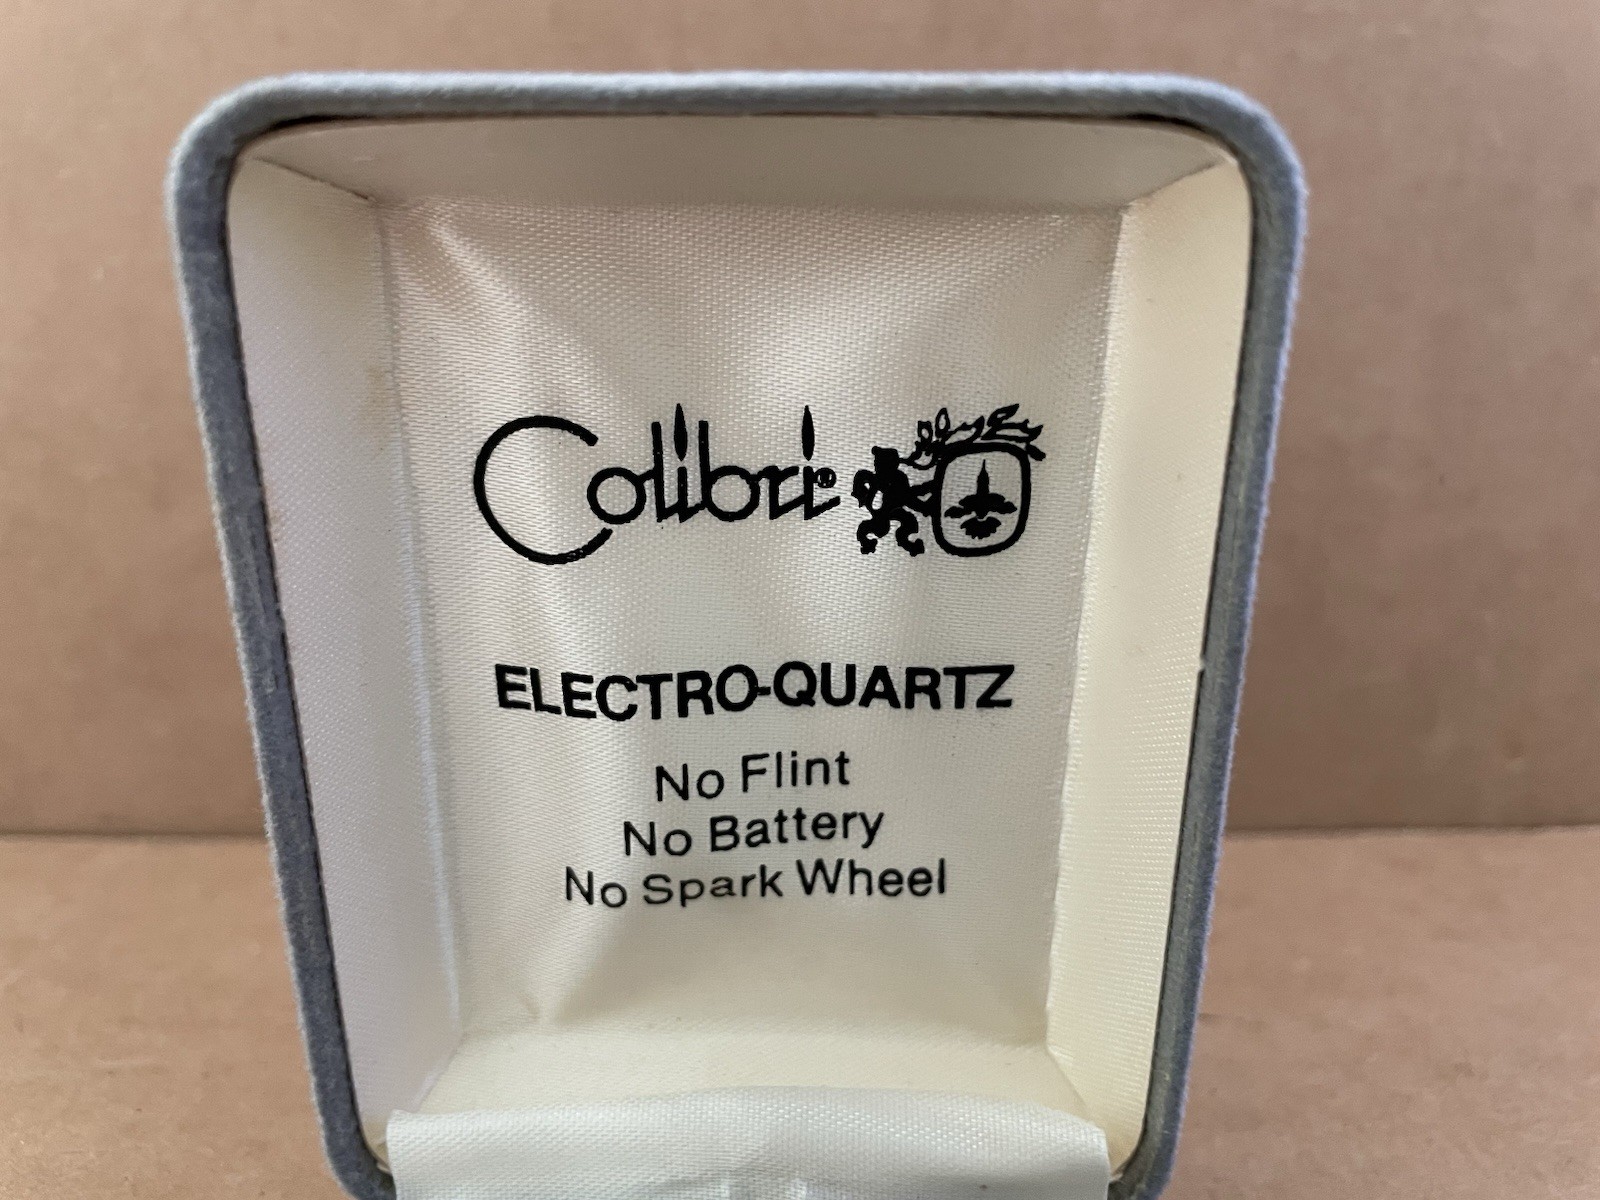 Colibri®
ELECTRO-QUARTZ
No Flint
No Battery
No Spark Wheel